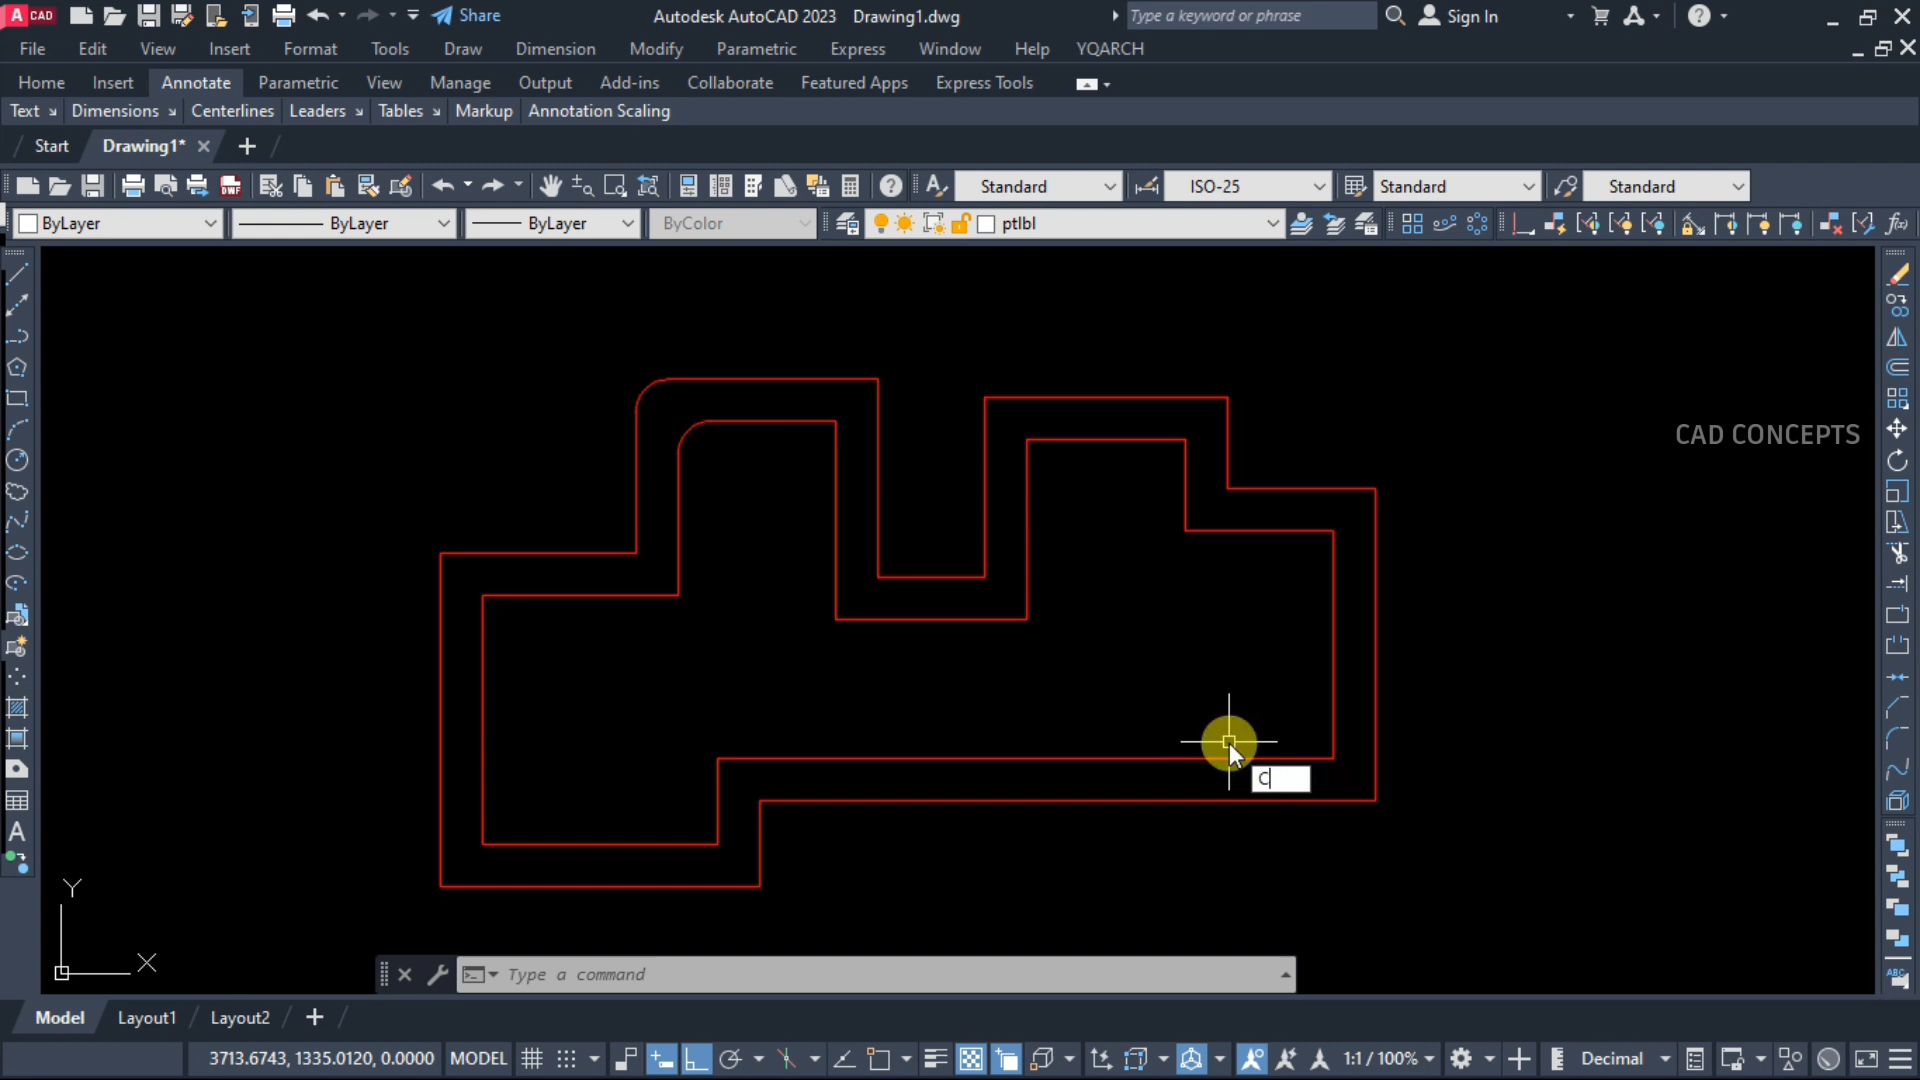 A CAD Share Autodesk AutoCAD 2023 Drawing1.dwg Type a keyword or phrase Sign In
File Edit View Insert Format Tools Draw Dimension Modify Parametric Express Window Help YQARCH
Home Insert Annotate Parametric View Manage Output Add-ins Collaborate Featured Apps Express Tools
Text Dimensions Centerlines Leaders Tables Markup Annotation Scaling
Start Drawing1*
DWF Standard ISO-25 Standard Standard
ByLayer ByLayer ByLayer ByColor ptlbl f(x)
CAD CONCEPTS
C
A
Y
X
Type a command
ABC
Model Layout1 Layout2
3713.6743, 1335.0120, 0.0000 MODEL 1:1 / 100% Decimal